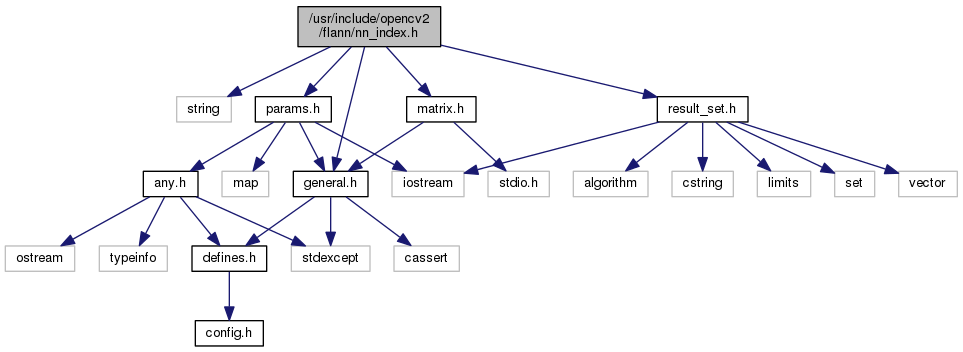 /usr/include/opencv2
/flann/nn_index.h
string
params.h
matrix.h
result_set.h
any.h
map
general.h
iostream
stdio.h
algorithm
cstring
limits
set
vector
ostream
typeinfo
defines.h
stdexcept
cassert
config.h